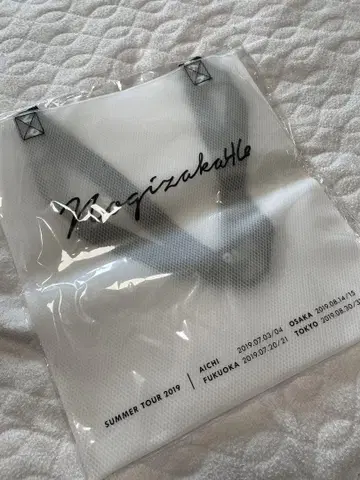 Nogizaka46
SUMMER TOUR 2019
AICHI 2019.07.03/04 OSAKA 2019.08.14/15
FUKUOKA 2019.07.20/21 TOKYO 2019.08.30/3